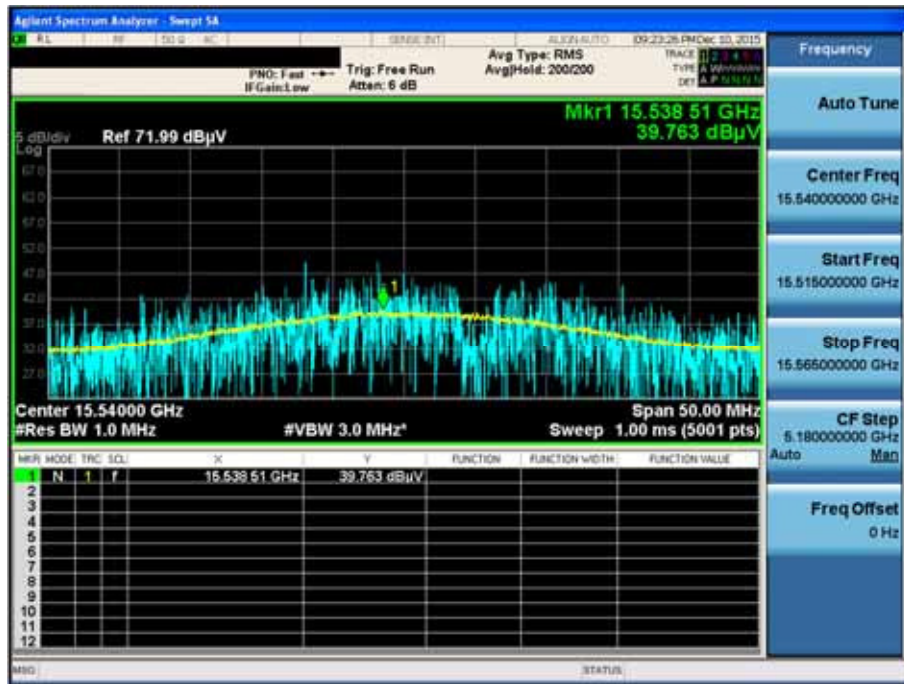 Agilent Spectrum Analyzer - Swept SA
RL RF 50 Ω AC SENSE:INT ALIGN AUTO 09:23:26 PM Dec 10, 2015
PNO: Fast Trig: Free Run Avg Type: RMS TRACE 1 2 3 4 5 6
IFGain:Low Atten: 6 dB Avg|Hold: 200/200 TYPE
DET A P N N N N
Mkr1 15.538 51 GHz
39.763 dBµV
5 dB/div Ref 71.99 dBµV
Log
67.0
62.0
57.0
52.0
47.0
42.0
37.0
32.0
27.0
1
Center 15.54000 GHz Span 50.00 MHz
#Res BW 1.0 MHz #VBW 3.0 MHz* Sweep 1.00 ms (5001 pts)
MKR MODE TRC SCL X Y FUNCTION FUNCTION WIDTH FUNCTION VALUE
1 N 1 f 15.538 51 GHz 39.763 dBµV
2
3
4
5
6
7
8
9
10
11
12
MSG STATUS
Frequency
Auto Tune
Center Freq
15.540000000 GHz
Start Freq
15.515000000 GHz
Stop Freq
15.565000000 GHz
CF Step
5.180000000 GHz
Auto Man
Freq Offset
0 Hz